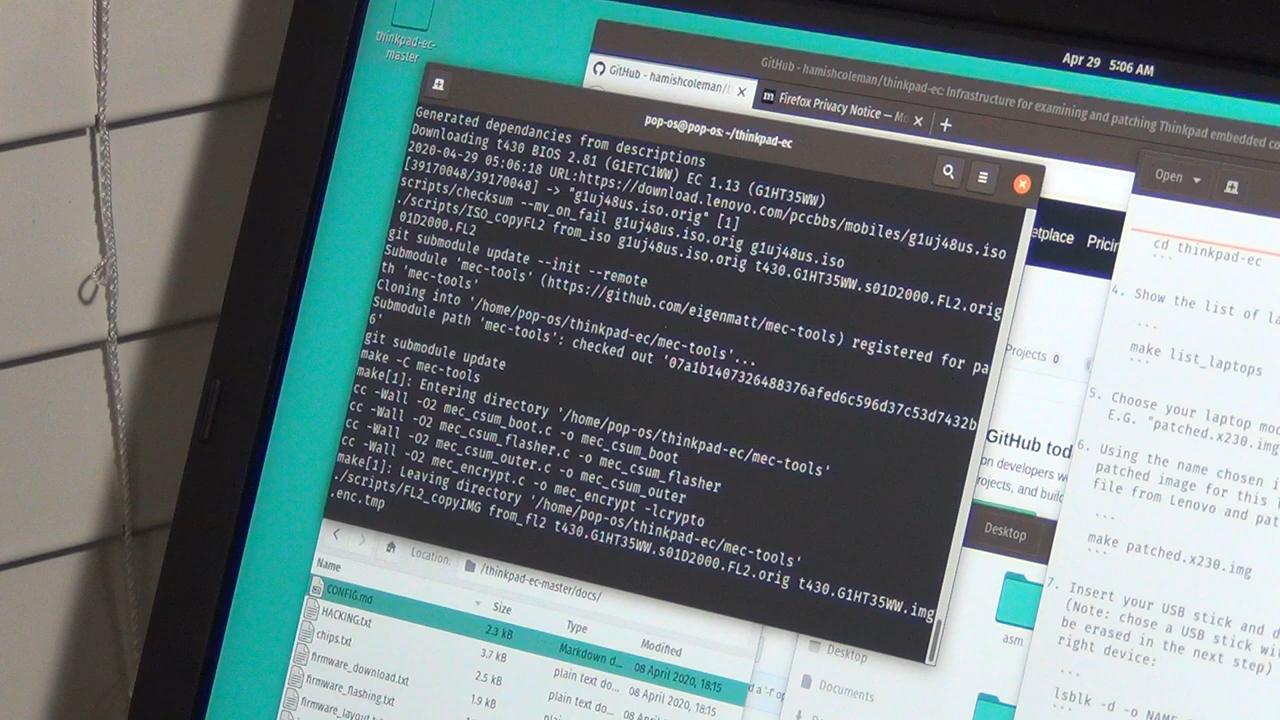 thinkpad-ec-
master
Apr 29 5:06 AM
GitHub - hamishcoleman/thinkpad-ec: Infrastructure for examining and patching Thinkpad embedded co
GitHub - hamishcoleman/t
Firefox Privacy Notice — Mo
pop-os@pop-os: ~/thinkpad-ec
Generated dependancies from descriptions
Downloading t430 BIOS 2.81 (G1ETC1WW) EC 1.13 (G1HT35WW)
2020-04-29 05:06:18 URL:https://download.lenovo.com/pccbbs/mobiles/g1uj48us.iso
[39170048/39170048] -> "g1uj48us.iso.orig" [1]
scripts/checksum --mv_on_fail g1uj48us.iso.orig g1uj48us.iso
./scripts/ISO_copyFL2 from_iso g1uj48us.iso.orig t430.G1HT35WW.s01D2000.FL2.orig
01D2000.FL2
git submodule update --init --remote
Submodule 'mec-tools' (https://github.com/eigenmatt/mec-tools) registered for pa
th 'mec-tools'
Cloning into '/home/pop-os/thinkpad-ec/mec-tools'...
Submodule path 'mec-tools': checked out '07a1b1407326488376afed6c596d37c53d7432b
6'
git submodule update
make -C mec-tools
make[1]: Entering directory '/home/pop-os/thinkpad-ec/mec-tools'
cc -Wall -O2 mec_csum_boot.c -o mec_csum_boot
cc -Wall -O2 mec_csum_flasher.c -o mec_csum_flasher
cc -Wall -O2 mec_csum_outer.c -o mec_csum_outer
cc -Wall -O2 mec_encrypt.c -o mec_encrypt -lcrypto
make[1]: Leaving directory '/home/pop-os/thinkpad-ec/mec-tools'
./scripts/FL2_copyIMG from_fl2 t430.G1HT35WW.s01D2000.FL2.orig t430.G1HT35WW.img
.enc.tmp
Location:
/thinkpad-ec-master/docs/
Name Size Type Modified
CONFIG.md 2.3 kB Markdown d... 08 April 2020, 18:15
HACKING.txt 3.7 kB plain text do... 08 April 2020, 18:15
chips.txt 2.5 kB plain text do... 08 April 2020, 18:15
firmware_download.txt 1.9 kB plain text do...
firmware_flashing.txt
etplace Pricin
Projects 0
GitHub tod
on developers w
rojects, and build
Desktop
asm
Desktop
Documents
Open
cd thinkpad-ec
```
4. Show the list of la
```
make list_laptops
```
5. Choose your laptop mod
E.G. "patched.x230.img
6. Using the name chosen i
patched image for this
file from Lenovo and pat
```
make patched.x230.img
```
7. Insert your USB stick and d
(Note: chose a USB stick wi
be erased in the next step)
right device:
```
lsblk -d -o NAM
```